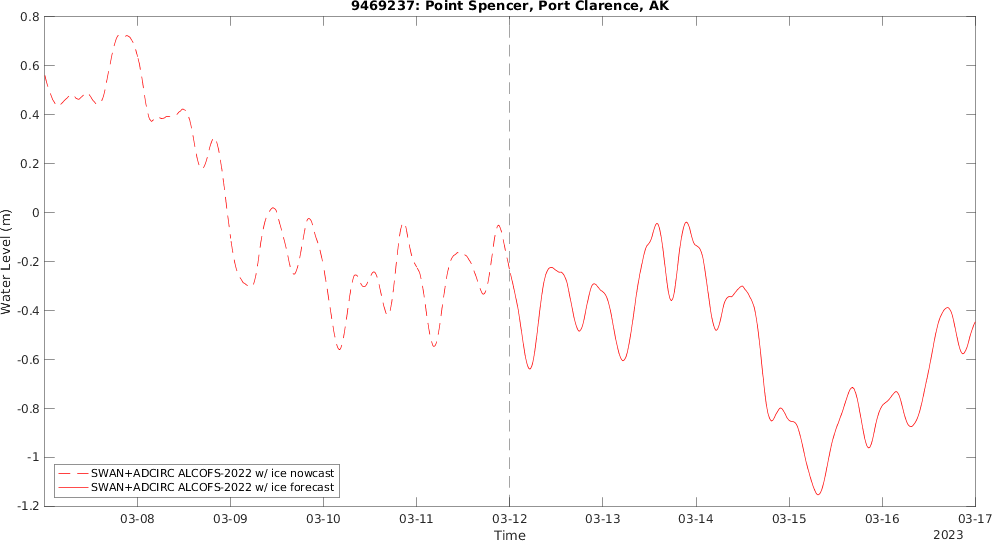 9469237: Point Spencer, Port Clarence, AK
0.8
0.6
0.4
0.2
0
-0.2
-0.4
-0.6
-0.8
-1
-1.2
Water Level (m)
SWAN+ADCIRC ALCOFS-2022 w/ ice nowcast
SWAN+ADCIRC ALCOFS-2022 w/ ice forecast
03-08 03-09 03-10 03-11 03-12 03-13 03-14 03-15 03-16 03-17
Time
2023